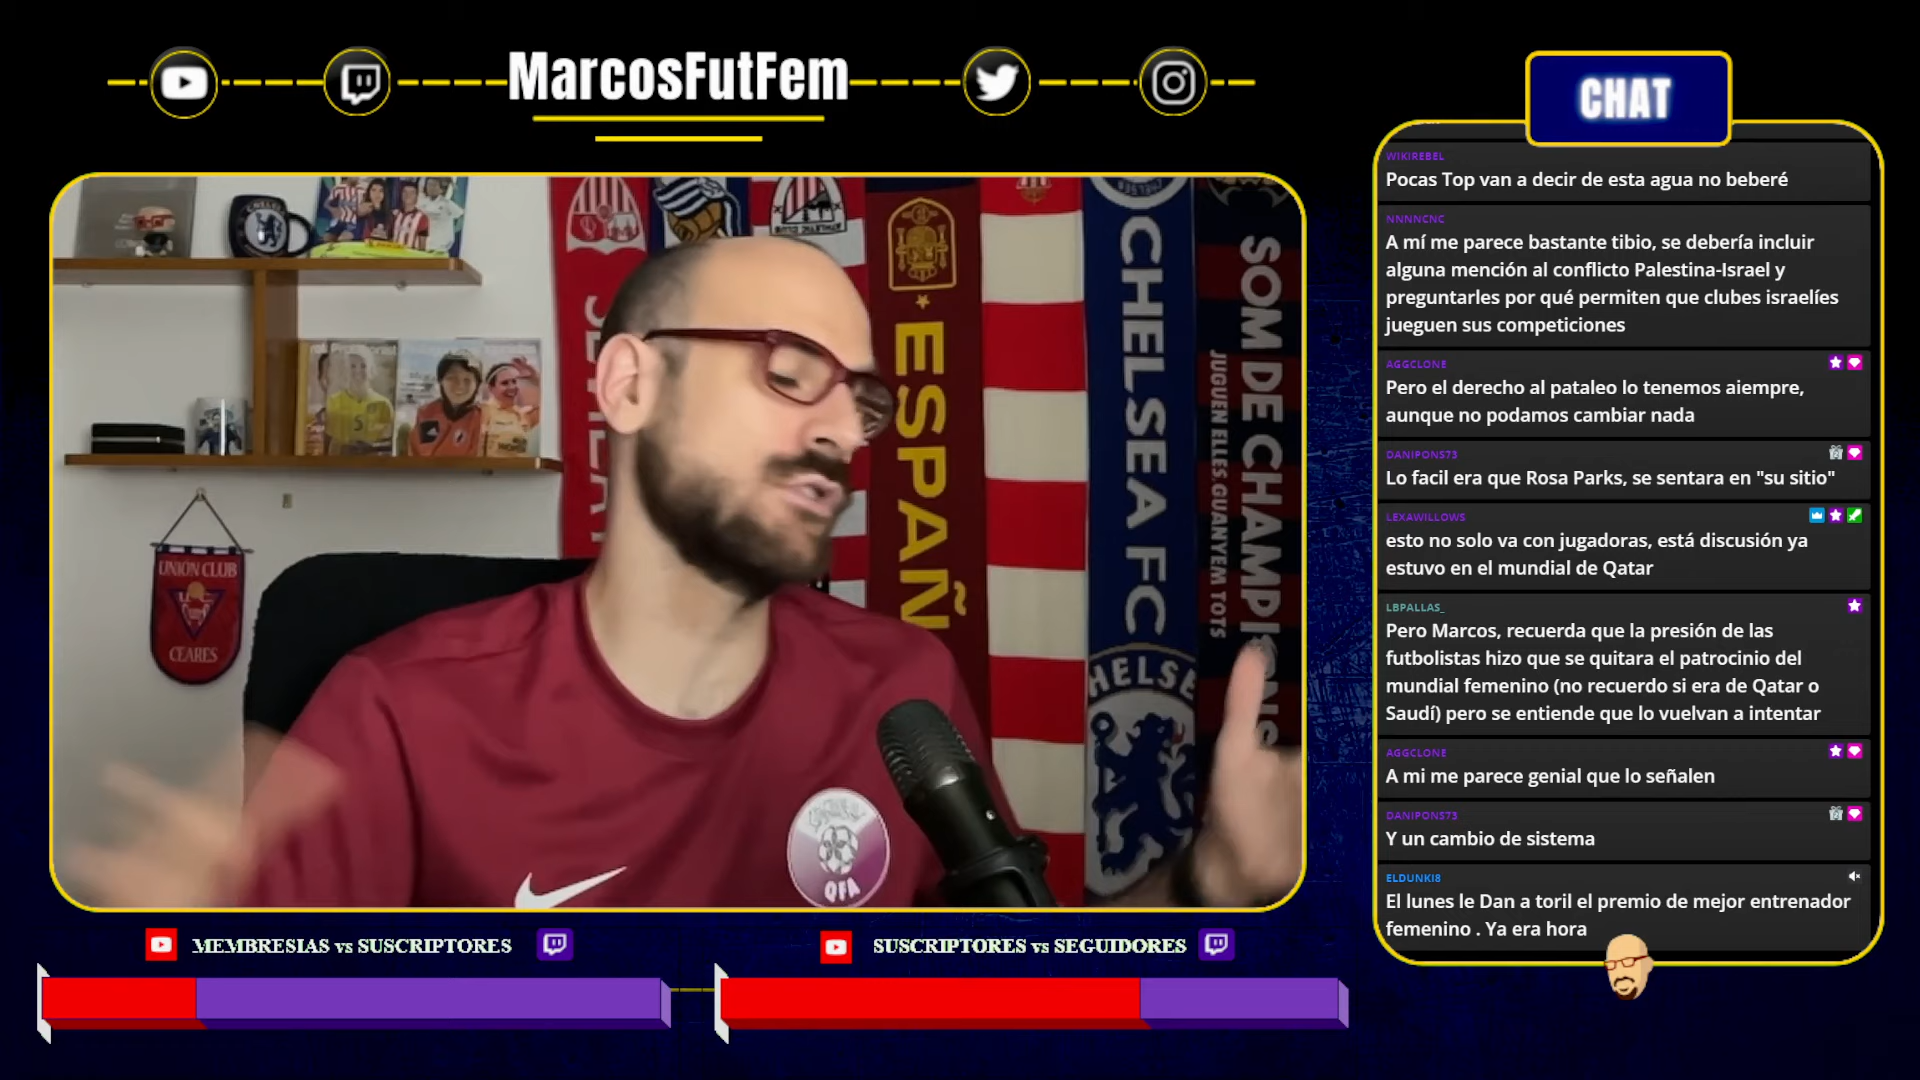 MarcosFutFem
CHAT
WIKIREBEL
Pocas Top van a decir de esta agua no beberé
NNNNCNC
A mí me parece bastante tibio, se debería incluir
alguna mención al conflicto Palestina-Israel y
preguntarles por qué permiten que clubes israelíes
jueguen sus competiciones
AGGCLONE
Pero el derecho al pataleo lo tenemos aiempre,
aunque no podamos cambiar nada
DANIPONS73
Lo facil era que Rosa Parks, se sentara en "su sitio"
LEXAWILLOWS
esto no solo va con jugadoras, está discusión ya
estuvo en el mundial de Qatar
LBPALLAS_
Pero Marcos, recuerda que la presión de las
futbolistas hizo que se quitara el patrocinio del
mundial femenino (no recuerdo si era de Qatar o
Saudí) pero se entiende que lo vuelvan a intentar
AGGCLONE
A mi me parece genial que lo señalen
DANIPONS73
Y un cambio de sistema
ELDUNKI8
El lunes le Dan a toril el premio de mejor entrenador
femenino . Ya era hora
UNIÓN CLUB
CEARES
ESPAÑ
CHELSEA FC
HELSE
SOM DE CHAMPIONS
JUGUEN ELLES, GUANYEM TOTS
QFA
MEMBRESIAS vs SUSCRIPTORES
SUSCRIPTORES vs SEGUIDORES